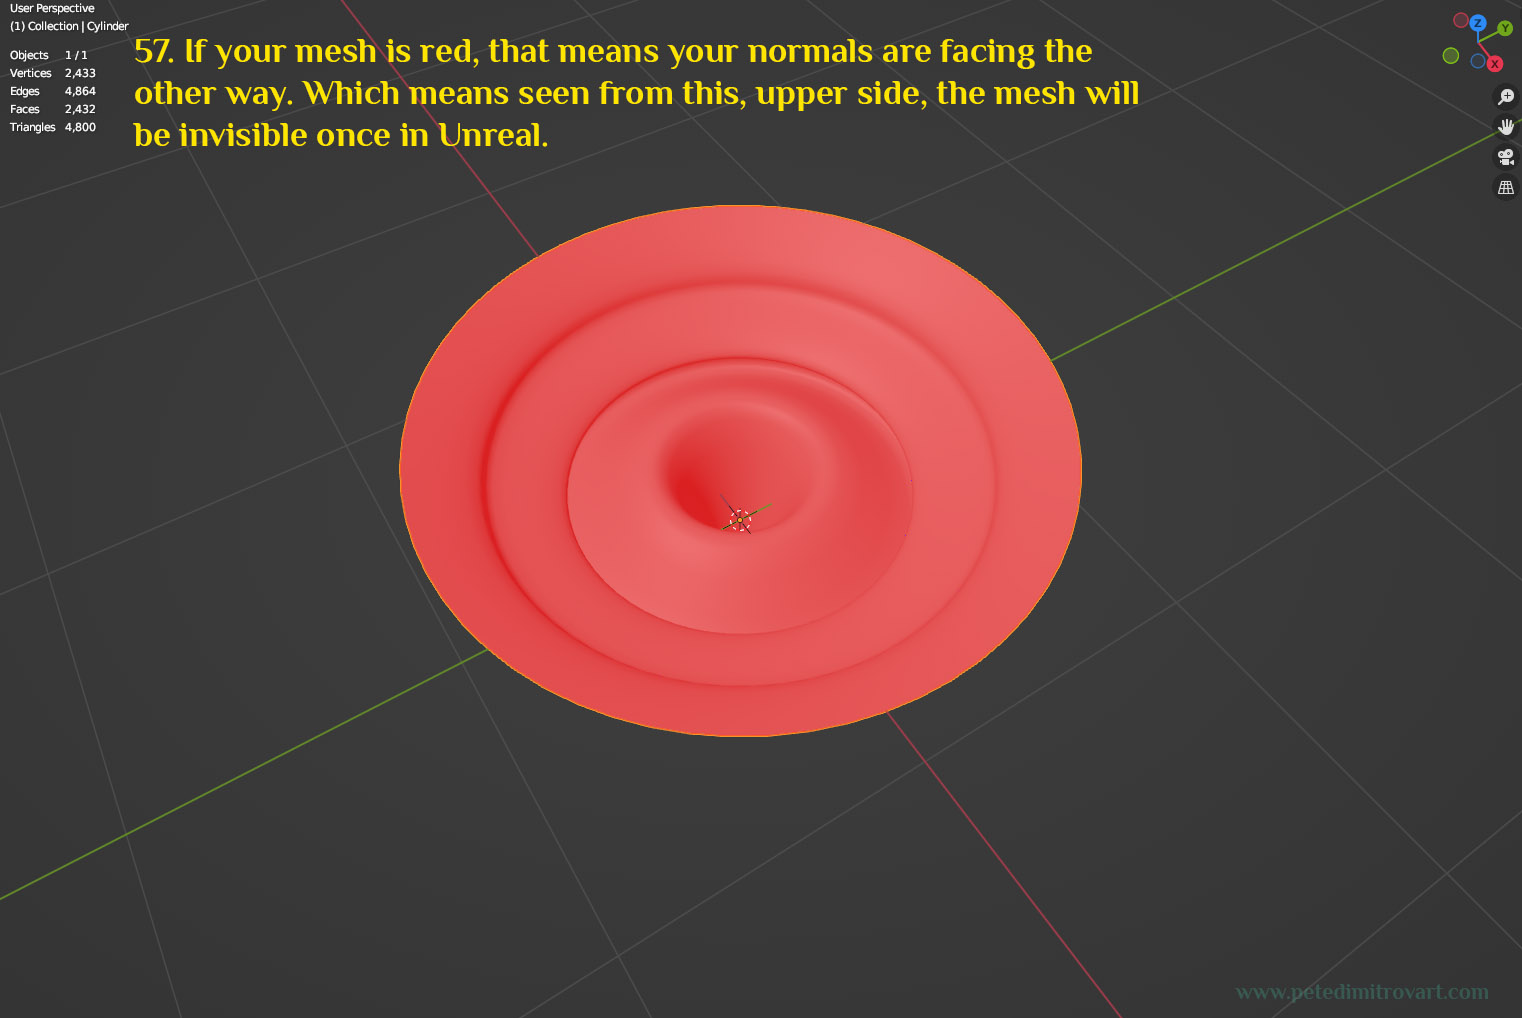 User Perspective
(1) Collection | Cylinder
Objects 1 / 1
Vertices 2,433
Edges 4,864
Faces 2,432
Triangles 4,800
57. If your mesh is red, that means your normals are facing the
other way. Which means seen from this, upper side, the mesh will
be invisible once in Unreal.
Z
Y
X
www.petedimitrovart.com